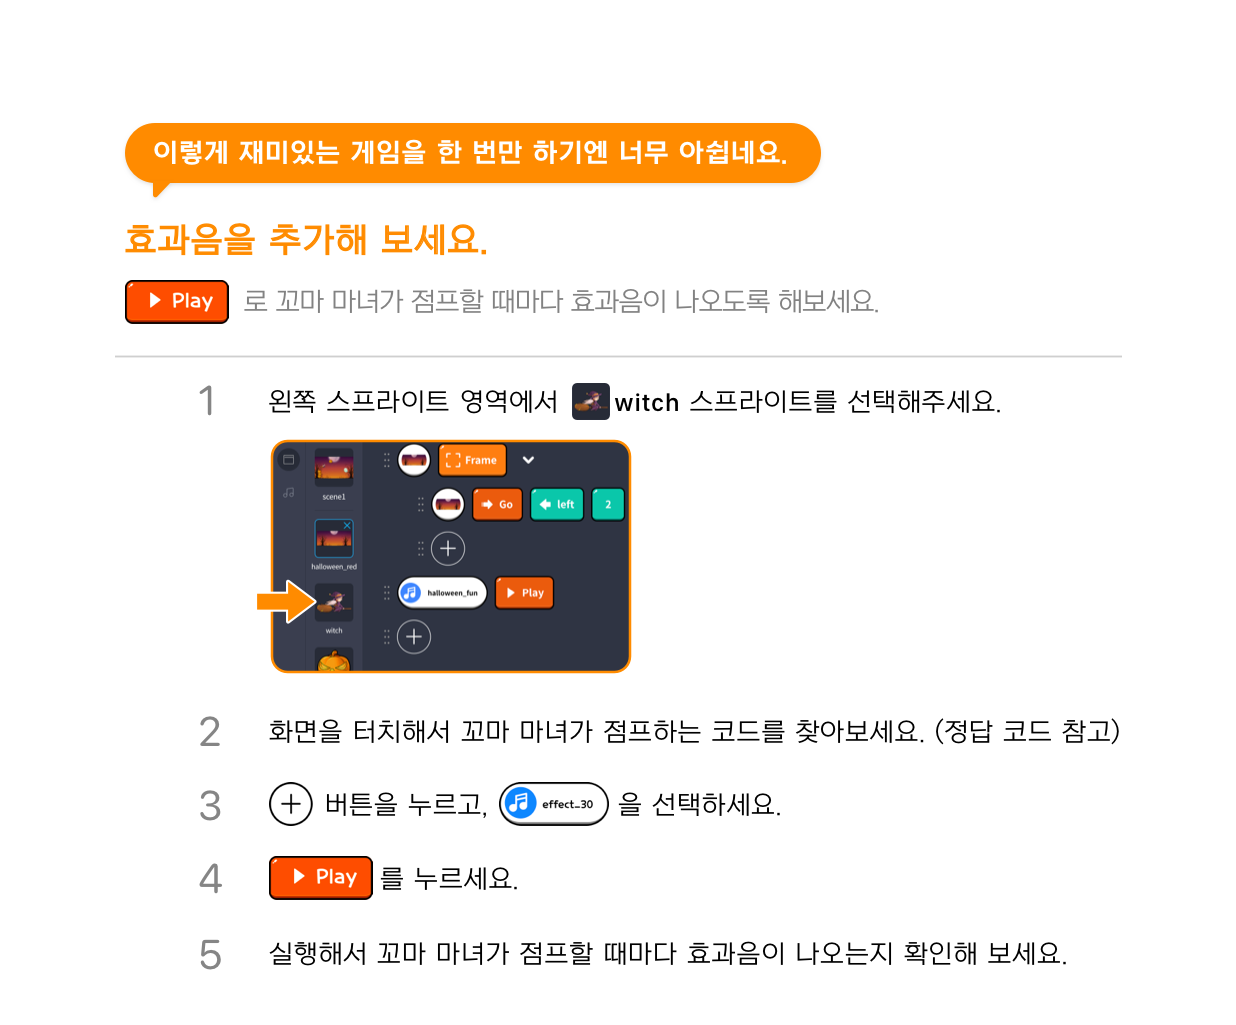 이렇게 재미있는 게임을 한 번만 하기엔 너무 아쉽네요.
효과음을 추가해 보세요.
Play 로 꼬마 마녀가 점프할 때마다 효과음이 나오도록 해보세요.
1 왼쪽 스프라이트 영역에서 witch 스프라이트를 선택해주세요.
Frame
scene1
Go left 2
halloween_red
halloween_fun Play
witch
2 화면을 터치해서 꼬마 마녀가 점프하는 코드를 찾아보세요. (정답 코드 참고)
3 버튼을 누르고, effect_30 을 선택하세요.
4 Play 를 누르세요.
5 실행해서 꼬마 마녀가 점프할 때마다 효과음이 나오는지 확인해 보세요.